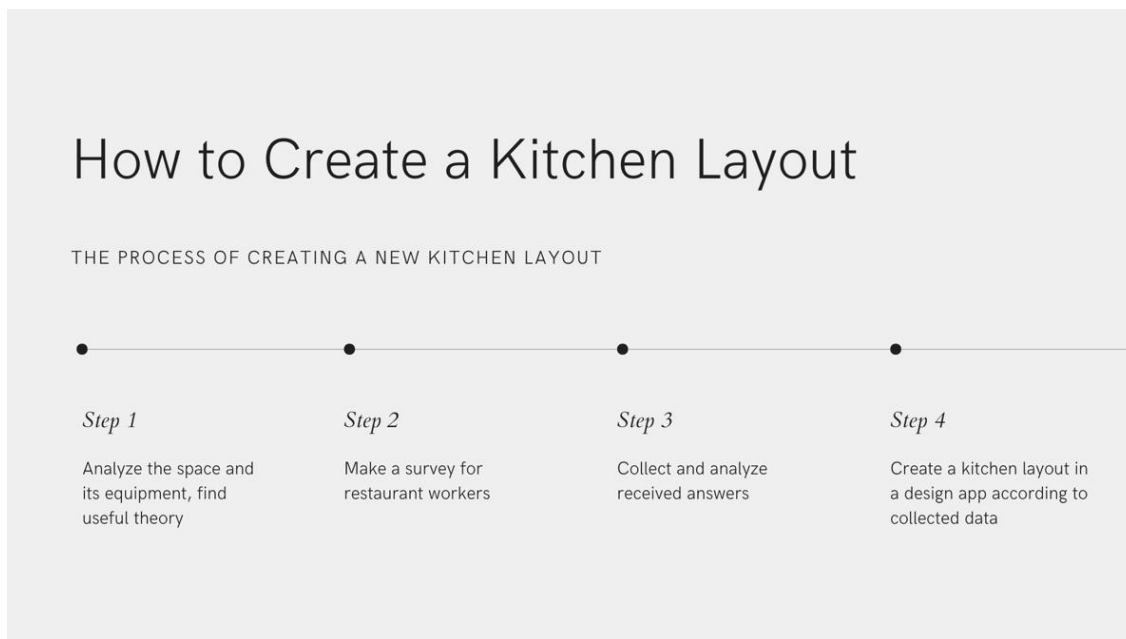 How to Create a Kitchen Layout
THE PROCESS OF CREATING A NEW KITCHEN LAYOUT
Step 1
Analyze the space and
its equipment, find
useful theory
Step 2
Make a survey for
restaurant workers
Step 3
Collect and analyze
received answers
Step 4
Create a kitchen layout in
a design app according to
collected data